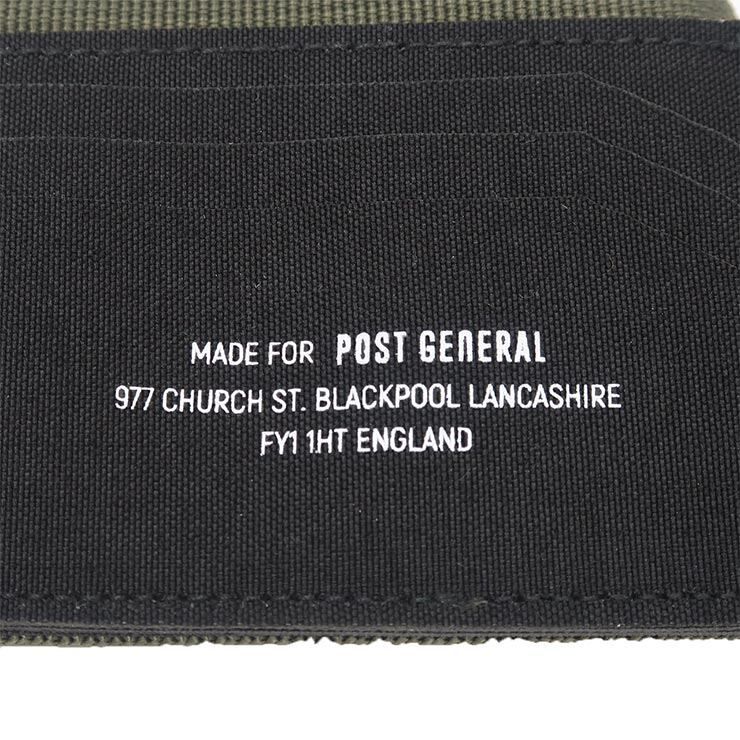 MADE FOR POST GENERAL
977 CHURCH ST. BLACKPOOL LANCASHIRE
FY1 1HT ENGLAND